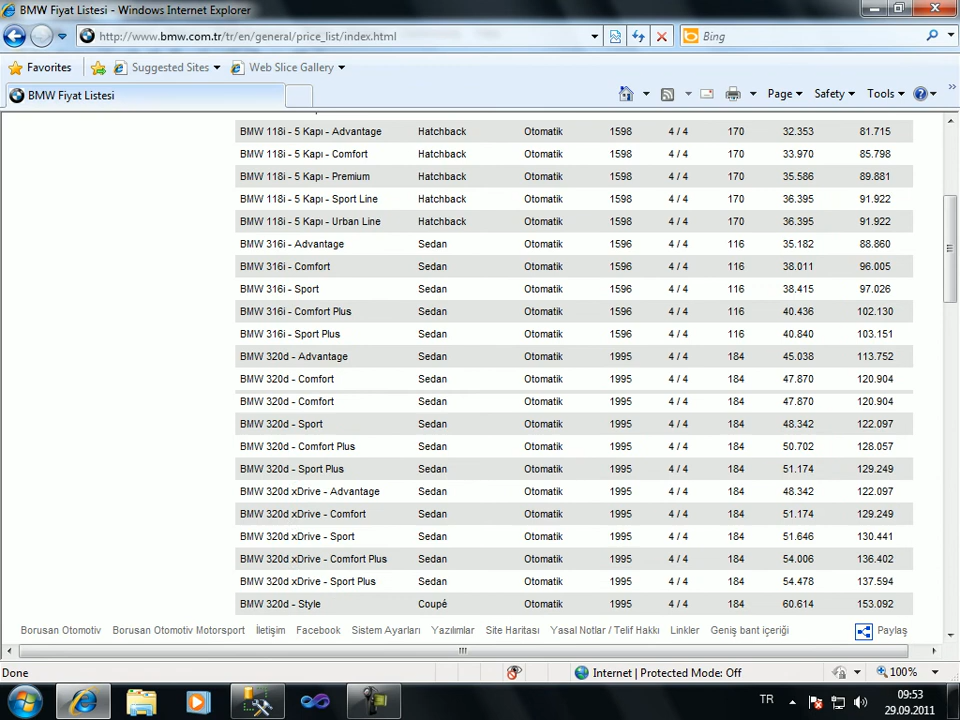 BMW Fiyat Listesi - Windows Internet Explorer
http://www.bmw.com.tr/tr/en/general/price_list/index.html
Bing
Favorites Suggested Sites Web Slice Gallery
BMW Fiyat Listesi
Page Safety Tools
BMW 118i - 5 Kapı - Advantage Hatchback Otomatik 1598 4 / 4 170 32.353 81.715
BMW 118i - 5 Kapı - Comfort Hatchback Otomatik 1598 4 / 4 170 33.970 85.798
BMW 118i - 5 Kapı - Premium Hatchback Otomatik 1598 4 / 4 170 35.586 89.881
BMW 118i - 5 Kapı - Sport Line Hatchback Otomatik 1598 4 / 4 170 36.395 91.922
BMW 118i - 5 Kapı - Urban Line Hatchback Otomatik 1598 4 / 4 170 36.395 91.922
BMW 316i - Advantage Sedan Otomatik 1596 4 / 4 116 35.182 88.860
BMW 316i - Comfort Sedan Otomatik 1596 4 / 4 116 38.011 96.005
BMW 316i - Sport Sedan Otomatik 1596 4 / 4 116 38.415 97.026
BMW 316i - Comfort Plus Sedan Otomatik 1596 4 / 4 116 40.436 102.130
BMW 316i - Sport Plus Sedan Otomatik 1596 4 / 4 116 40.840 103.151
BMW 320d - Advantage Sedan Otomatik 1995 4 / 4 184 45.038 113.752
BMW 320d - Comfort Sedan Otomatik 1995 4 / 4 184 47.870 120.904
BMW 320d - Comfort Sedan Otomatik 1995 4 / 4 184 47.870 120.904
BMW 320d - Sport Sedan Otomatik 1995 4 / 4 184 48.342 122.097
BMW 320d - Comfort Plus Sedan Otomatik 1995 4 / 4 184 50.702 128.057
BMW 320d - Sport Plus Sedan Otomatik 1995 4 / 4 184 51.174 129.249
BMW 320d xDrive - Advantage Sedan Otomatik 1995 4 / 4 184 48.342 122.097
BMW 320d xDrive - Comfort Sedan Otomatik 1995 4 / 4 184 51.174 129.249
BMW 320d xDrive - Sport Sedan Otomatik 1995 4 / 4 184 51.646 130.441
BMW 320d xDrive - Comfort Plus Sedan Otomatik 1995 4 / 4 184 54.006 136.402
BMW 320d xDrive - Sport Plus Sedan Otomatik 1995 4 / 4 184 54.478 137.594
BMW 320d - Style Coupé Otomatik 1995 4 / 4 184 60.614 153.092
Borusan Otomotiv Borusan Otomotiv Motorsport İletişim Facebook Sistem Ayarları Yazılımlar Site Haritası Yasal Notlar / Telif Hakkı Linkler Geniş bant içeriği Paylaş
Done Internet | Protected Mode: Off 100%
TR 09:53
29.09.2011